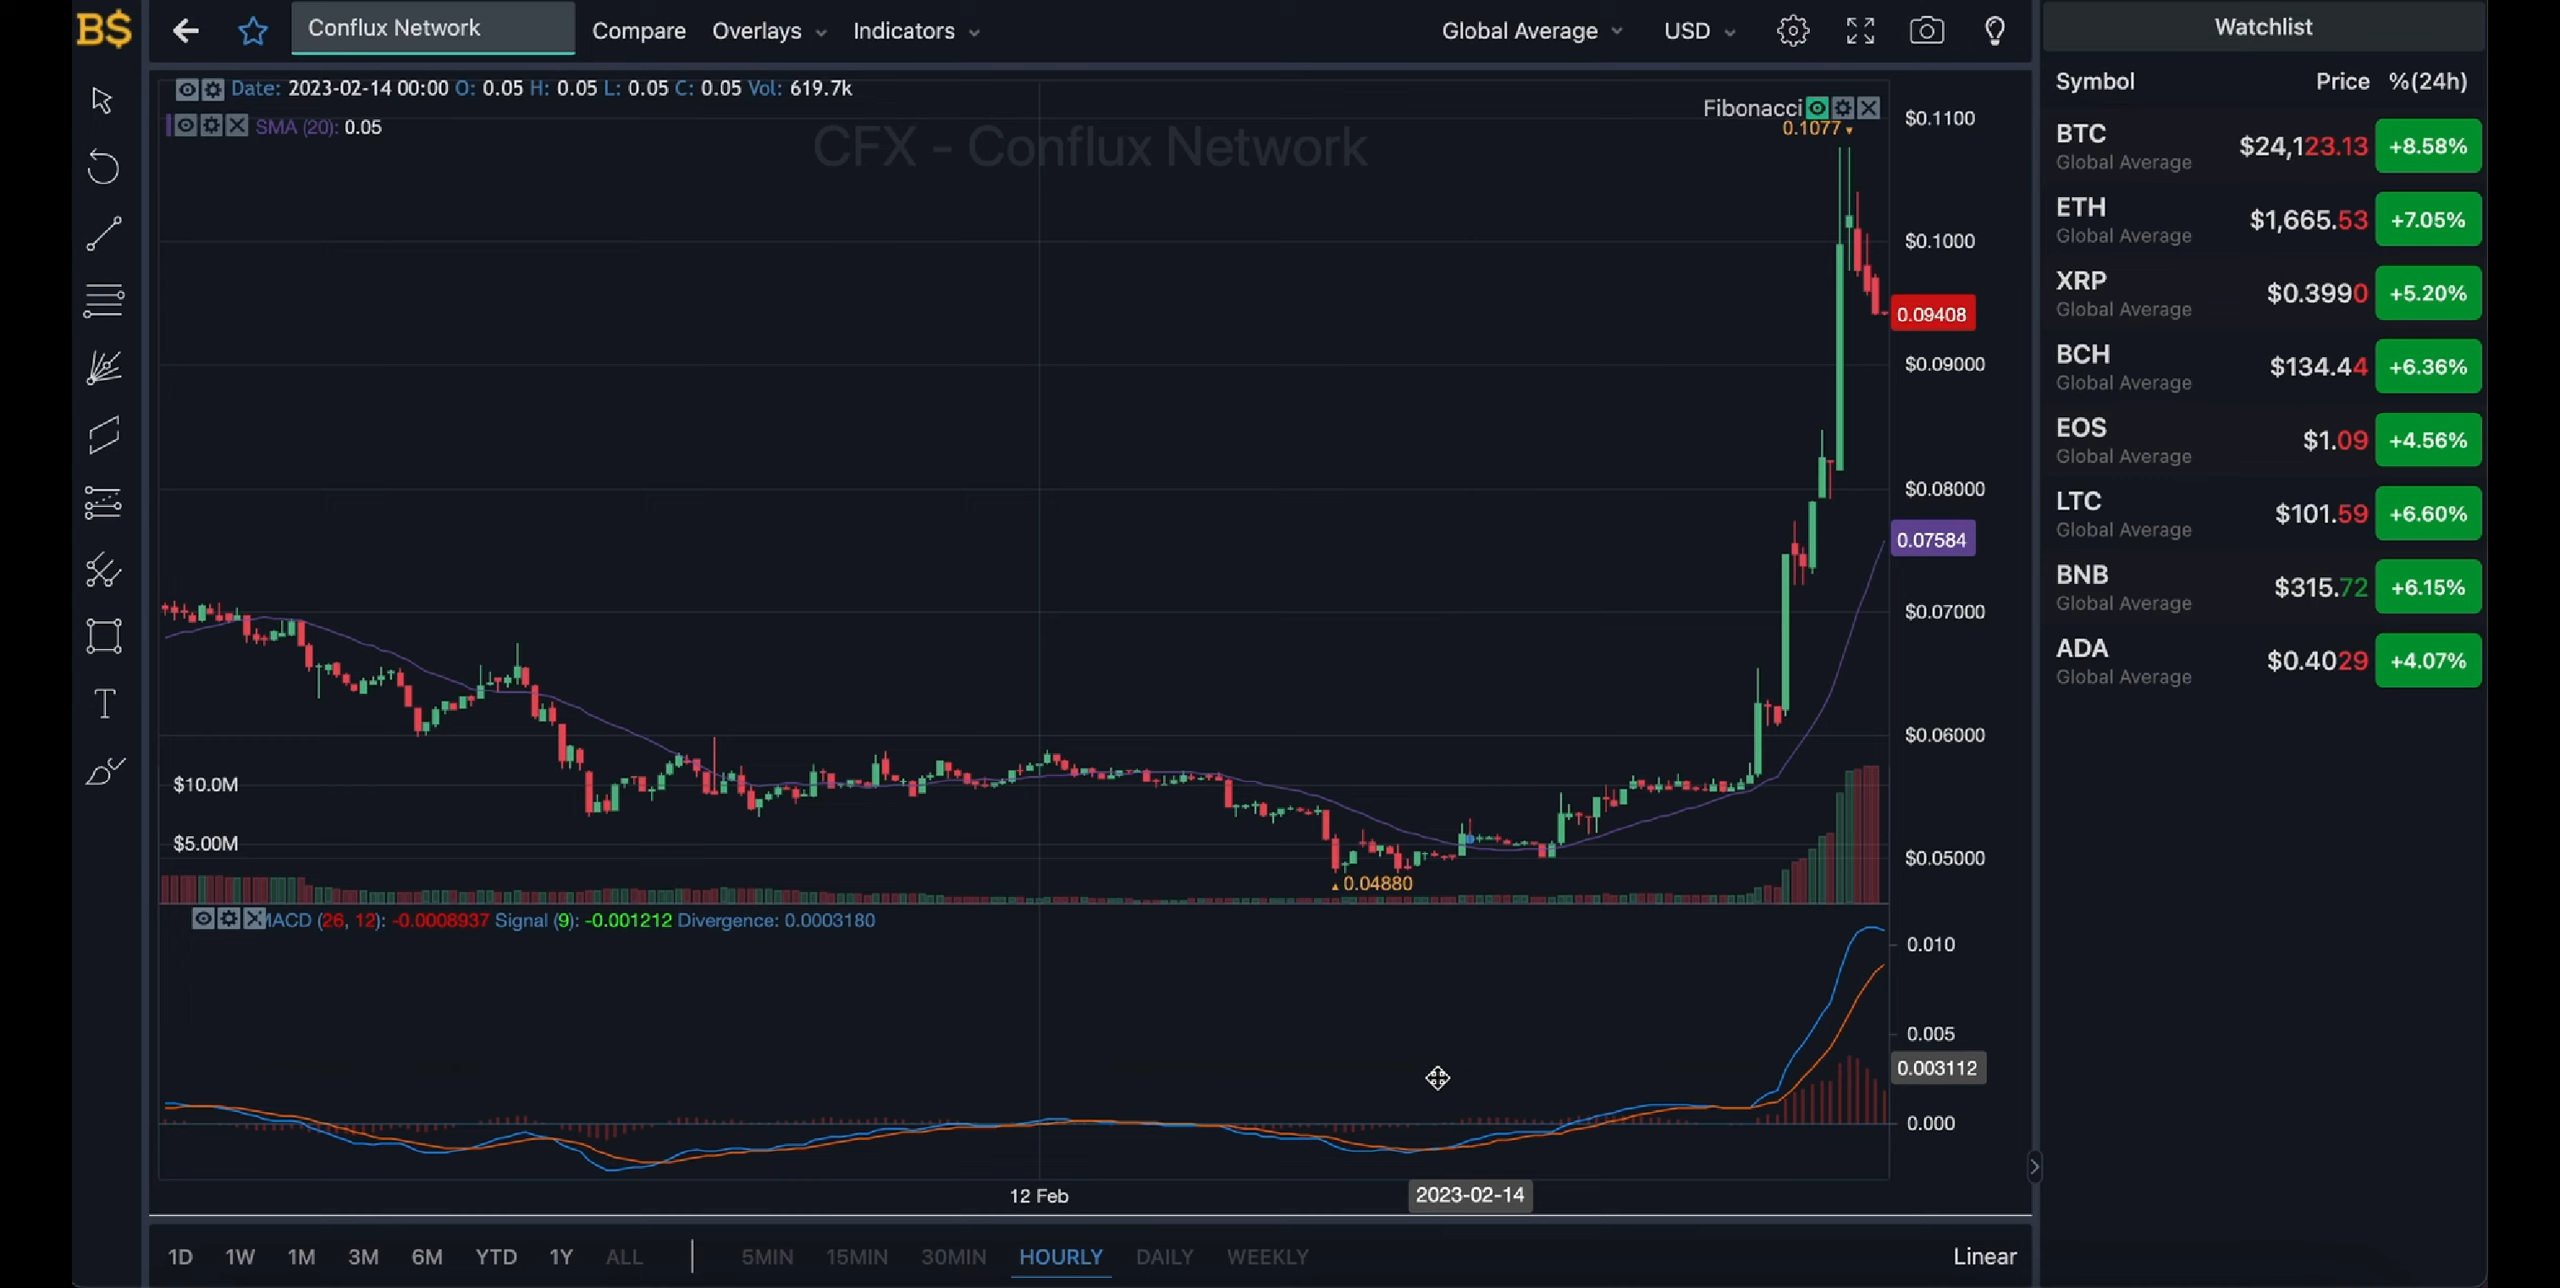 B$
Conflux Network Compare Overlays Indicators Global Average USD
Date: 2023-02-14 00:00 O: 0.05 H: 0.05 L: 0.05 C: 0.05 Vol: 619.7k
SMA (20): 0.05
CFX - Conflux Network
Fibonacci
0.1077
$0.1100
$0.1000
0.09408
$0.09000
$0.08000
0.07584
$0.07000
$0.06000
$0.05000
$10.0M
$5.00M
0.04880
MACD (26, 12): -0.0008937 Signal (9): -0.001212 Divergence: 0.0003180
0.010
0.005
0.003112
0.000
12 Feb 2023-02-14
1D 1W 1M 3M 6M YTD 1Y ALL 5MIN 15MIN 30MIN HOURLY DAILY WEEKLY Linear
Watchlist
Symbol Price %(24h)
BTC $24,123.13 +8.58%
Global Average
ETH $1,665.53 +7.05%
Global Average
XRP $0.3990 +5.20%
Global Average
BCH $134.44 +6.36%
Global Average
EOS $1.09 +4.56%
Global Average
LTC $101.59 +6.60%
Global Average
BNB $315.72 +6.15%
Global Average
ADA $0.4029 +4.07%
Global Average